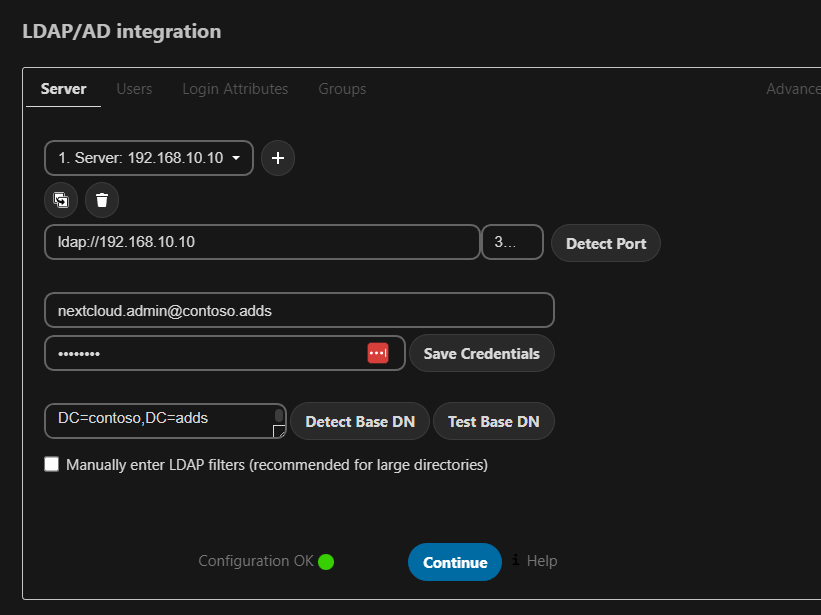 LDAP/AD integration
Server Users Login Attributes Groups Advance
1. Server: 192.168.10.10 +
ldap://192.168.10.10 3... Detect Port
nextcloud.admin@contoso.adds
•••••••• Save Credentials
DC=contoso,DC=adds Detect Base DN Test Base DN
Manually enter LDAP filters (recommended for large directories)
Configuration OK Continue i Help